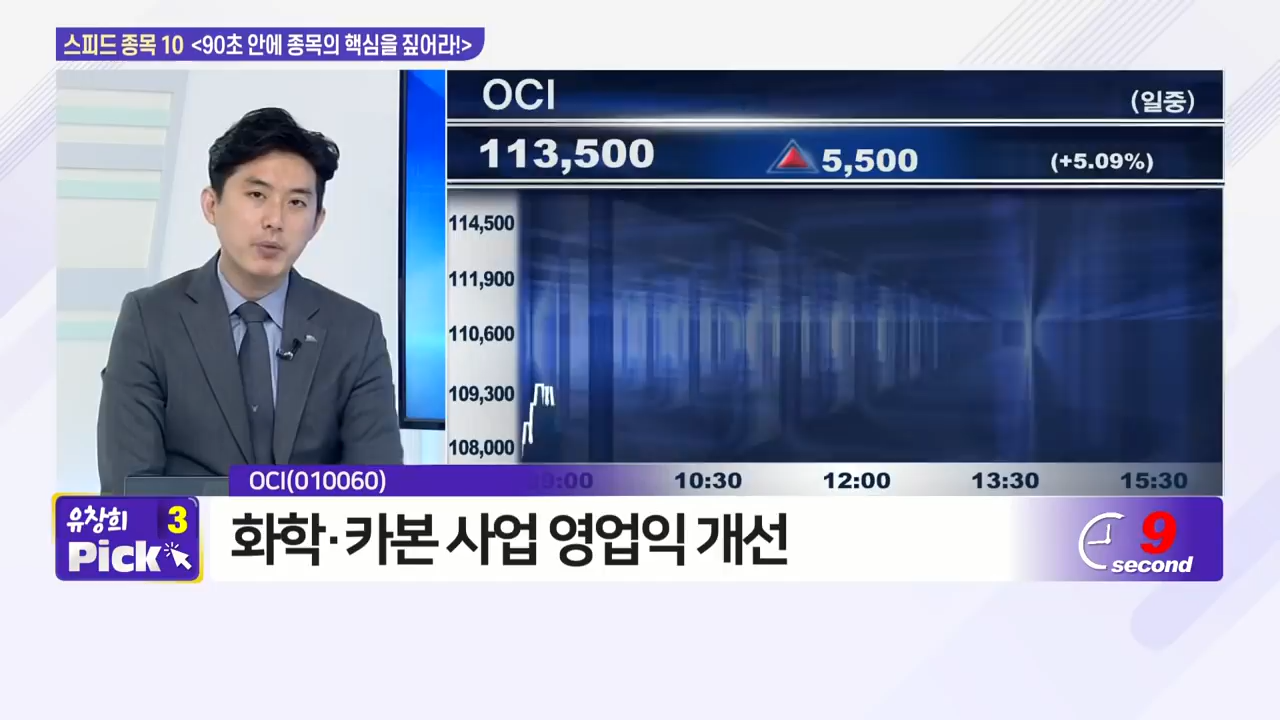 스피드 종목 10 <90초 안에 종목의 핵심을 짚어라!>
OCI
(일중)
113,500 5,500 (+5.09%)
114,500
111,900
110,600
109,300
108,000
9:00 10:30 12:00 13:30 15:30
OCI(010060)
유창희 3
Pick
화학·카본 사업 영업익 개선
9
second